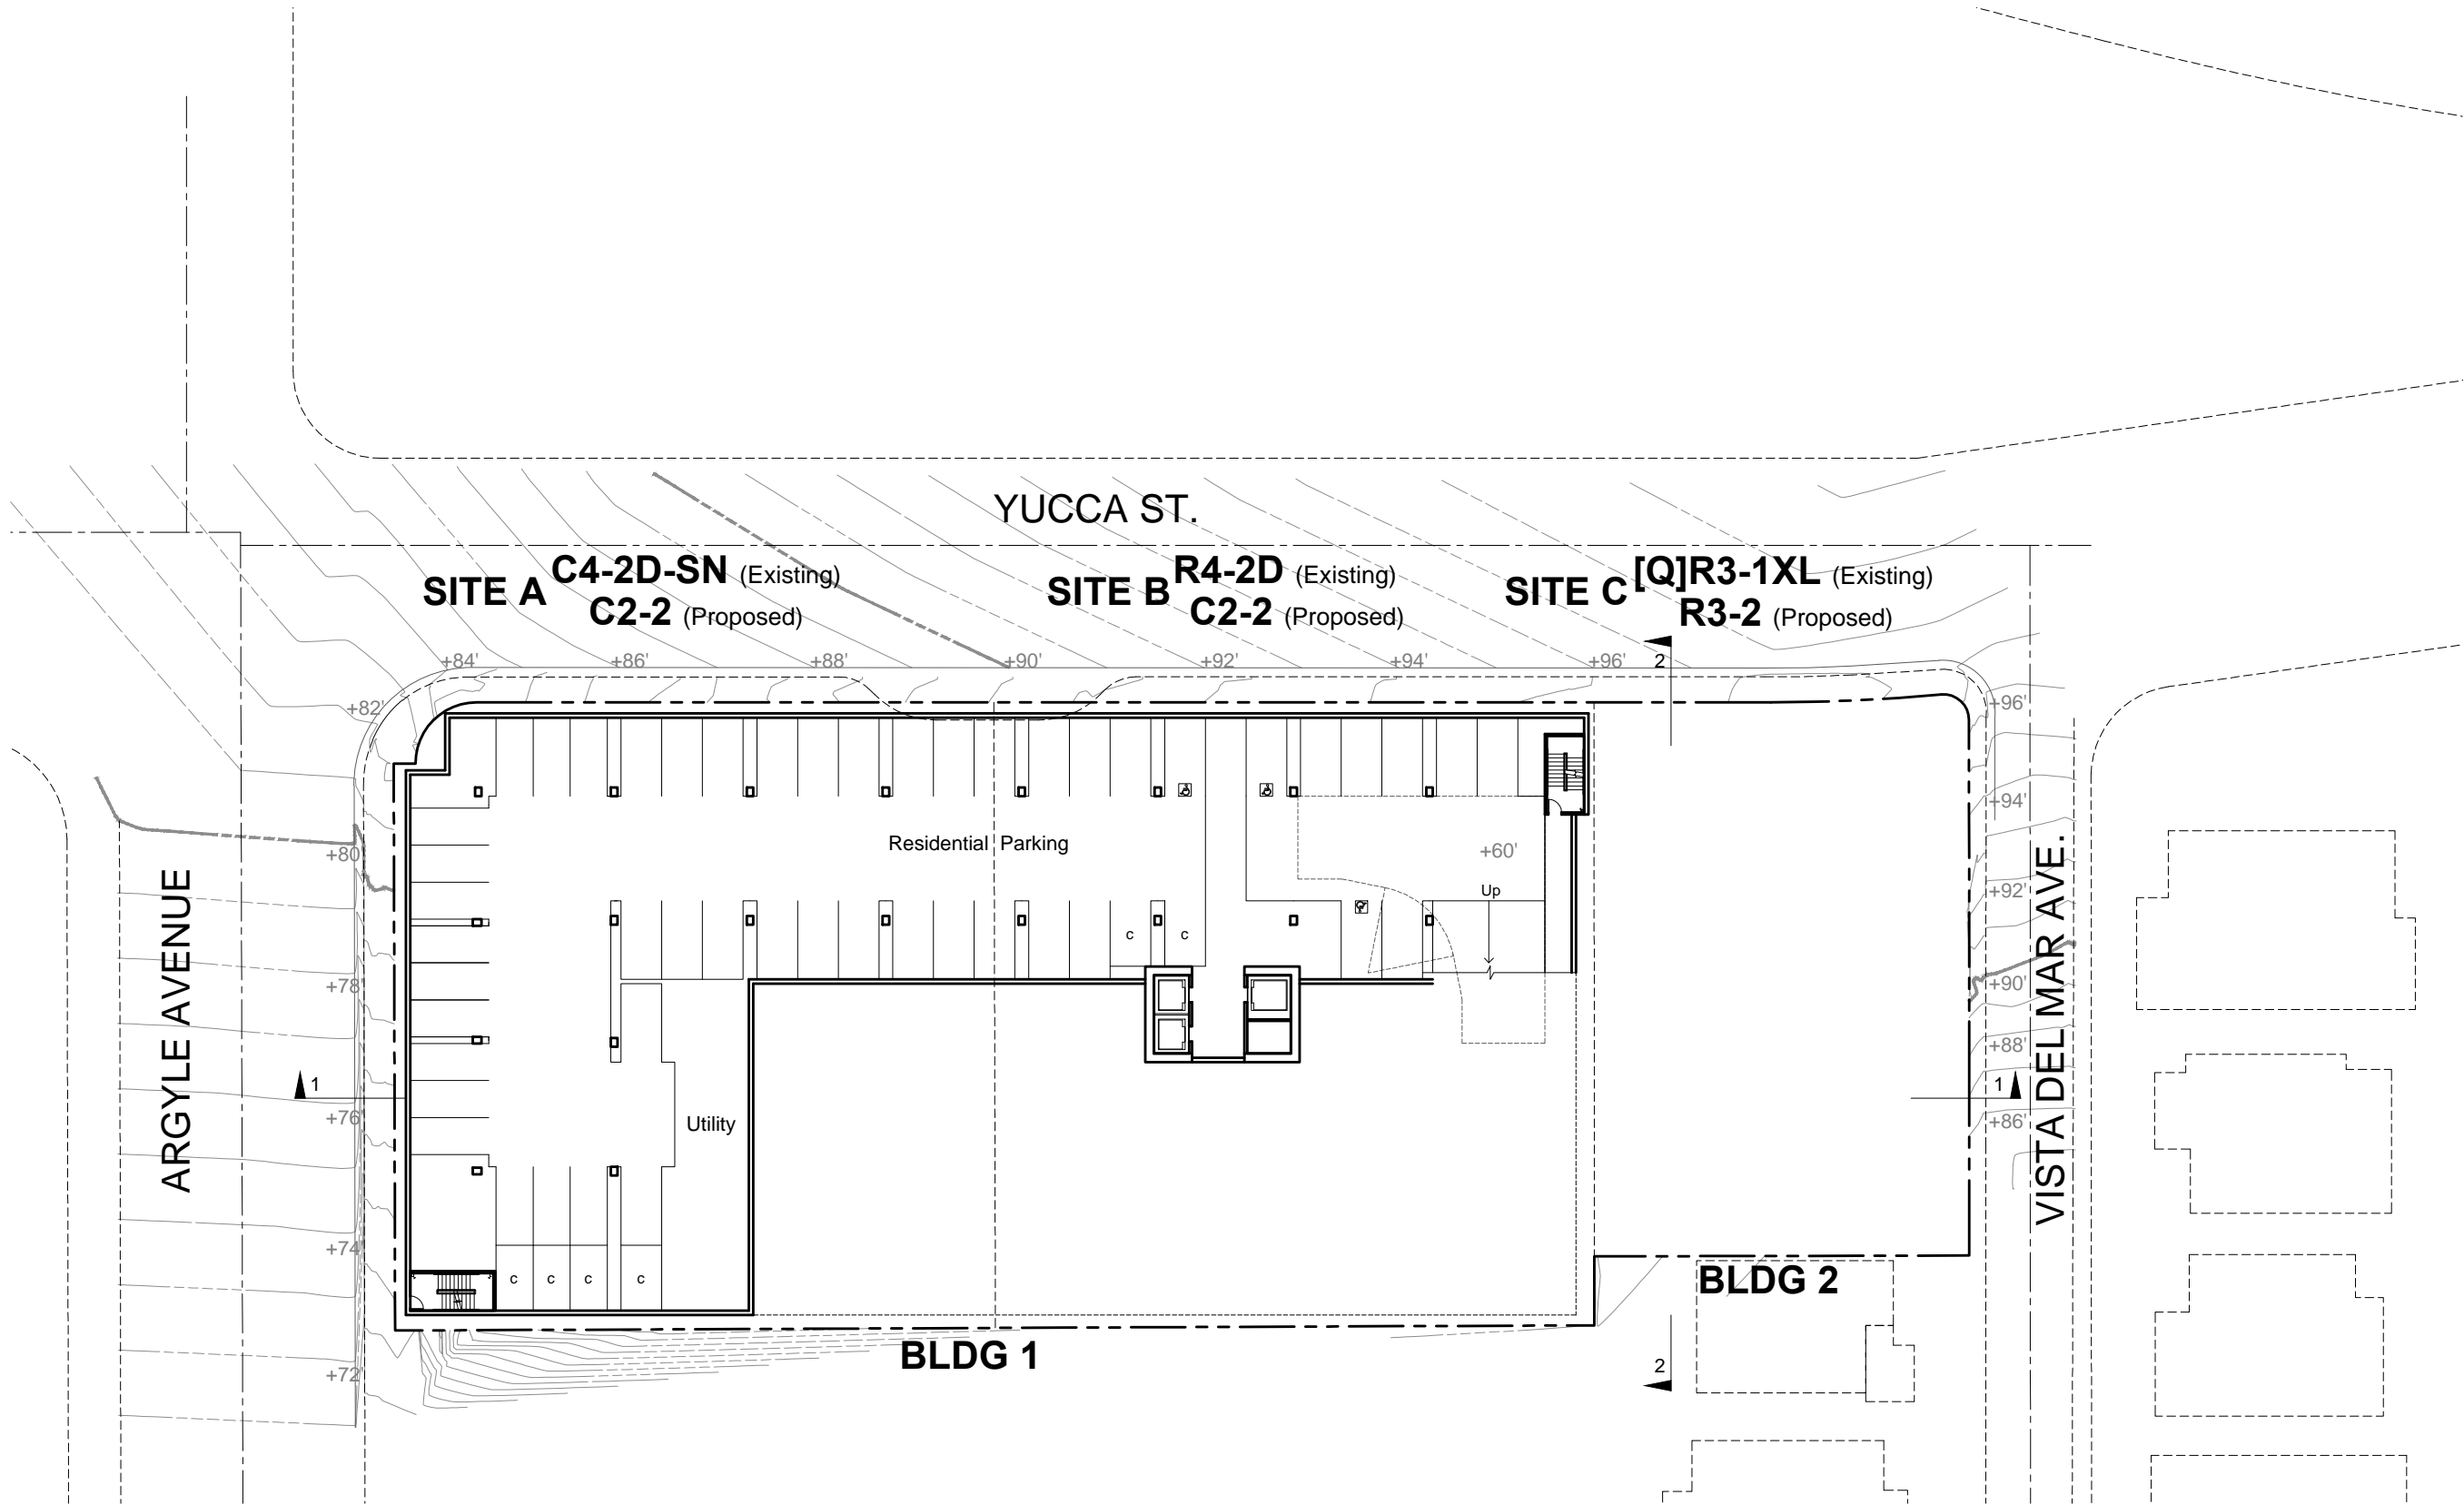 YUCCA ST.
SITE A
C4-2D-SN (Existing)
C2-2 (Proposed)
SITE B
R4-2D (Existing)
C2-2 (Proposed)
SITE C
[Q]R3-1XL (Existing)
R3-2 (Proposed)
2
+84'
+86'
+88'
+90'
+92'
+94'
+96'
+82'
+96'
+94'
+92'
+90'
+88'
+86'
+80'
+78'
+76'
+74'
+72'
Residential Parking
+60'
Up
c
c
ARGYLE AVENUE
VISTA DEL MAR AVE.
1
1
Utility
c
c
c
c
BLDG 2
BLDG 1
2